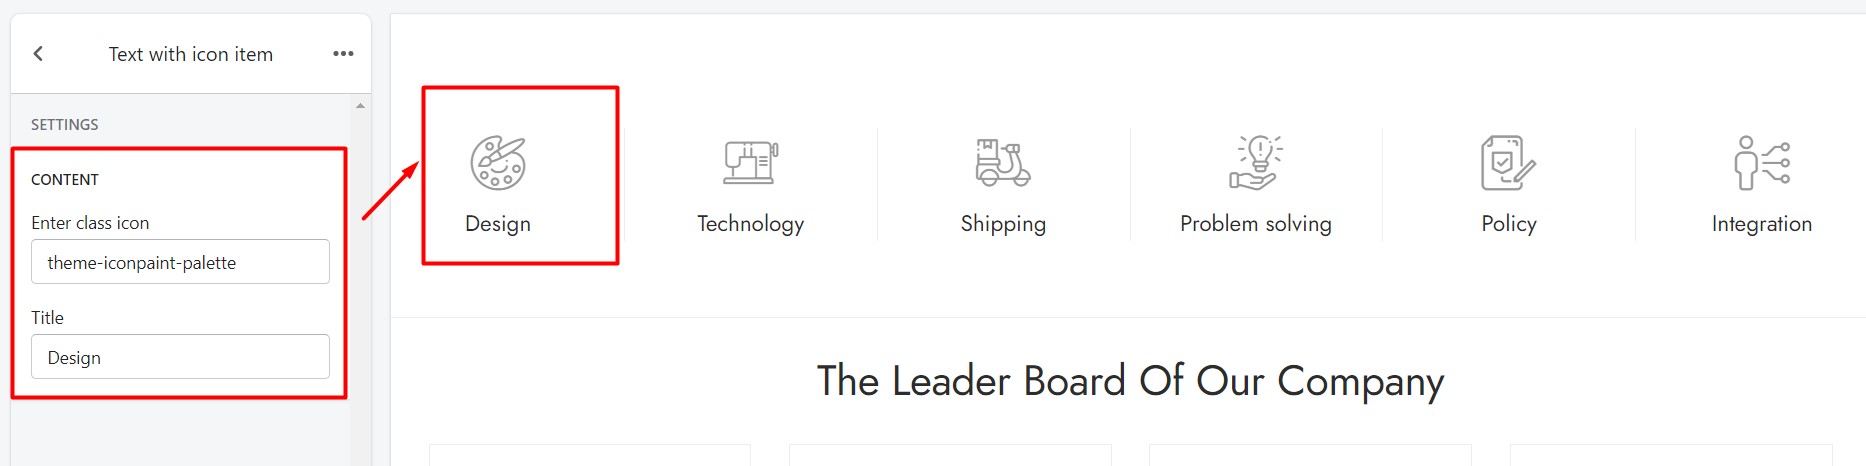 Text with icon item
SETTINGS
CONTENT
Enter class icon
theme-iconpaint-palette
Title
Design
Design
Technology
Shipping
Problem solving
Policy
Integration
The Leader Board Of Our Company